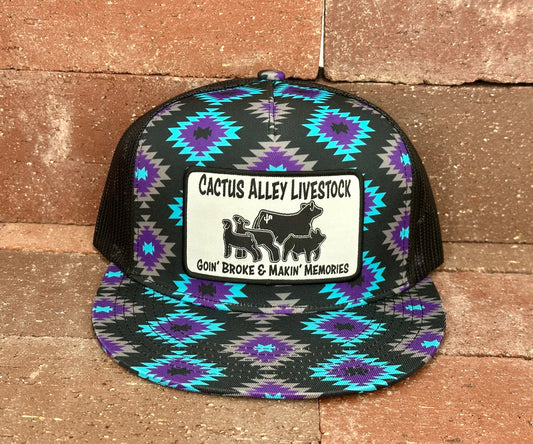 Cactus Alley Livestock
Goin' Broke & Makin' Memories